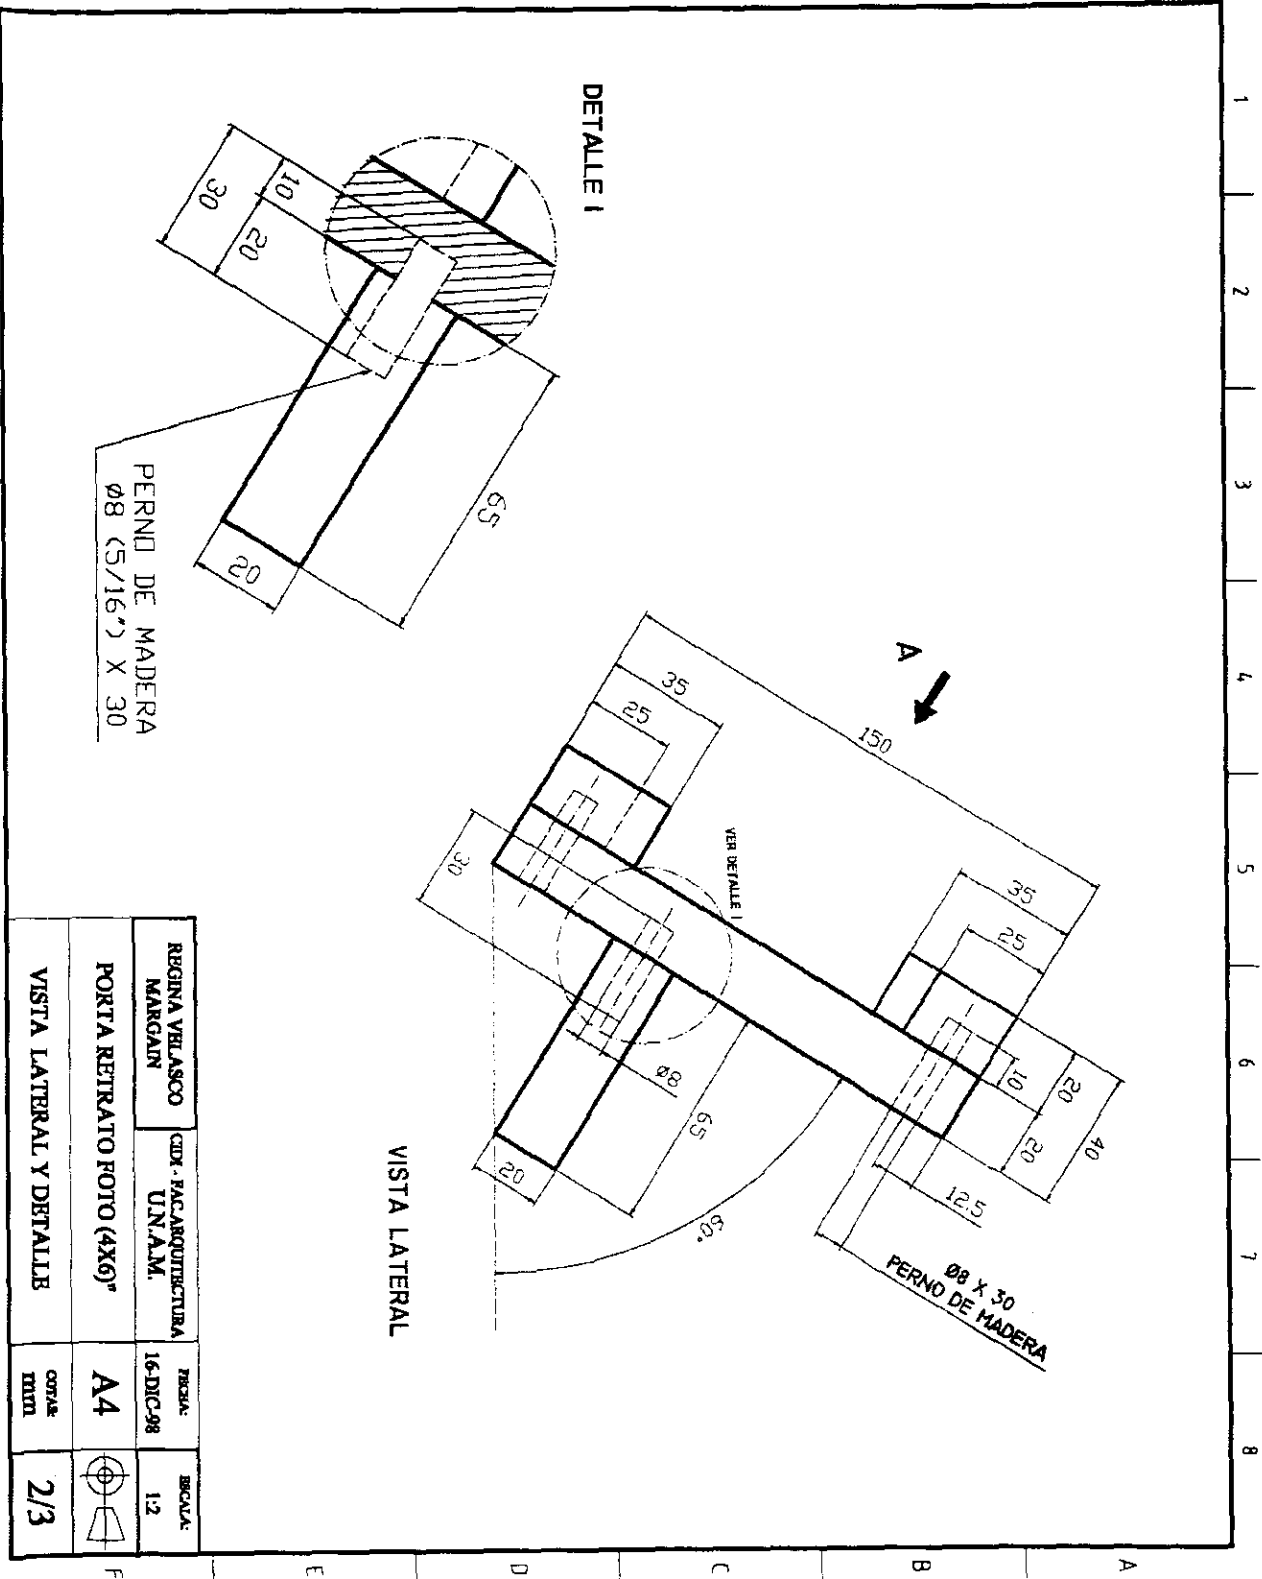 1
2
3
4
5
6
7
8
A
B
C
D
E
F
DETALLE I
30
10
20
65
20
PERNO DE MADERA
Ø8 (5/16") X 30
A
150
35
25
35
25
VER DETALLE I
30
Ø8
65
20
60°
10
20
20
40
12.5
Ø8 X 30
PERNO DE MADERA
VISTA LATERAL
REGINA VELASCO
MARGAIN
CIDI - FAC.ARQUITECTURA
U.N.A.M.
FECHA:
16-DIC-98
ESCALA:
1:2
PORTA RETRATO FOTO (4X6)"
A4
VISTA LATERAL Y DETALLE
COTAS:
mm
2/3